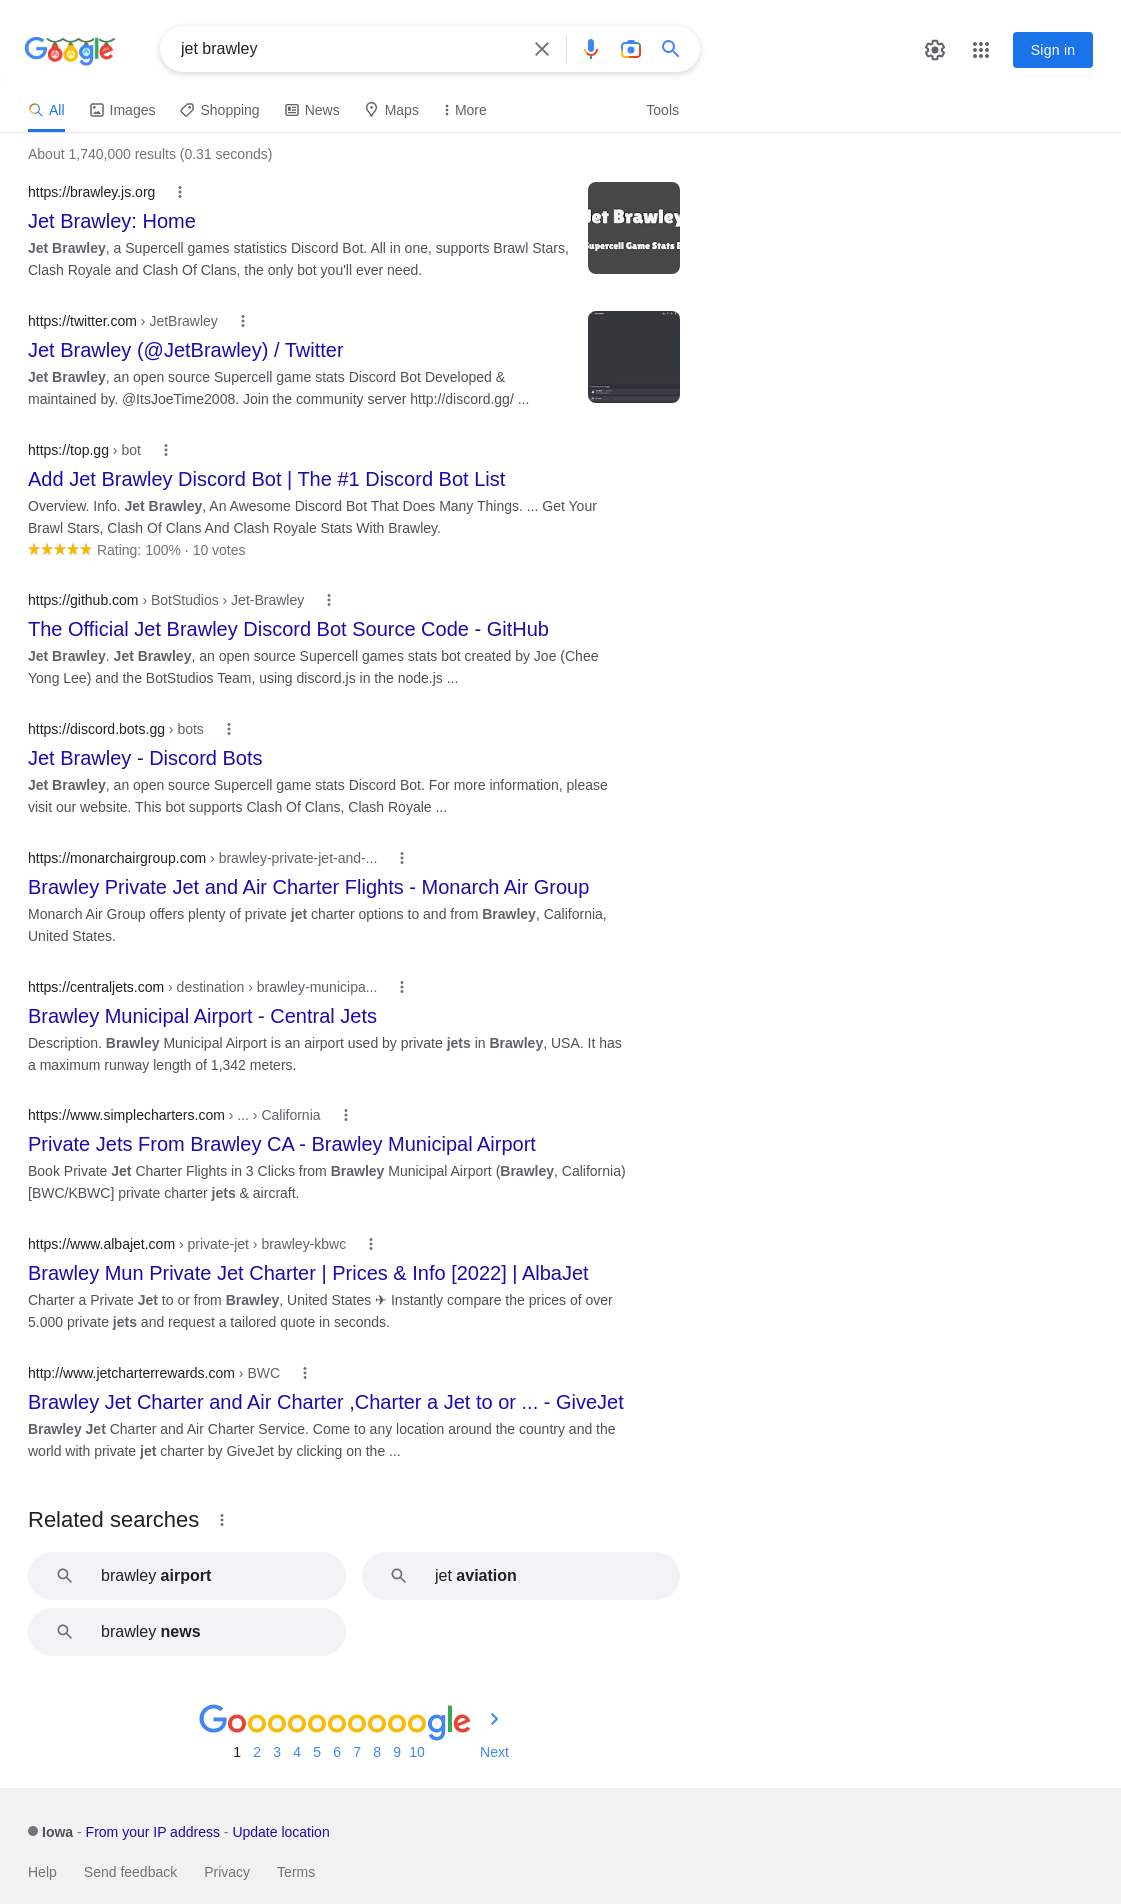 Google
jet brawley
Sign in
All
Images
Shopping
News
Maps
More
Tools
About 1,740,000 results (0.31 seconds)
https://brawley.js.org
Jet Brawley: Home
Jet Brawley, a Supercell games statistics Discord Bot. All in one, supports Brawl Stars,
Clash Royale and Clash Of Clans, the only bot you'll ever need.
Jet Brawley
Supercell Game Stats B
https://twitter.com › JetBrawley
Jet Brawley (@JetBrawley) / Twitter
Jet Brawley, an open source Supercell game stats Discord Bot Developed &
maintained by. @ItsJoeTime2008. Join the community server http://discord.gg/ ...
https://top.gg › bot
Add Jet Brawley Discord Bot | The #1 Discord Bot List
Overview. Info. Jet Brawley, An Awesome Discord Bot That Does Many Things. ... Get Your
Brawl Stars, Clash Of Clans And Clash Royale Stats With Brawley.
Rating: 100% · 10 votes
https://github.com › BotStudios › Jet-Brawley
The Official Jet Brawley Discord Bot Source Code - GitHub
Jet Brawley. Jet Brawley, an open source Supercell games stats bot created by Joe (Chee
Yong Lee) and the BotStudios Team, using discord.js in the node.js ...
https://discord.bots.gg › bots
Jet Brawley - Discord Bots
Jet Brawley, an open source Supercell game stats Discord Bot. For more information, please
visit our website. This bot supports Clash Of Clans, Clash Royale ...
https://monarchairgroup.com › brawley-private-jet-and-...
Brawley Private Jet and Air Charter Flights - Monarch Air Group
Monarch Air Group offers plenty of private jet charter options to and from Brawley, California,
United States.
https://centraljets.com › destination › brawley-municipa...
Brawley Municipal Airport - Central Jets
Description. Brawley Municipal Airport is an airport used by private jets in Brawley, USA. It has
a maximum runway length of 1,342 meters.
https://www.simplecharters.com › ... › California
Private Jets From Brawley CA - Brawley Municipal Airport
Book Private Jet Charter Flights in 3 Clicks from Brawley Municipal Airport (Brawley, California)
[BWC/KBWC] private charter jets & aircraft.
https://www.albajet.com › private-jet › brawley-kbwc
Brawley Mun Private Jet Charter | Prices & Info [2022] | AlbaJet
Charter a Private Jet to or from Brawley, United States ✈ Instantly compare the prices of over
5.000 private jets and request a tailored quote in seconds.
http://www.jetcharterrewards.com › BWC
Brawley Jet Charter and Air Charter ,Charter a Jet to or ... - GiveJet
Brawley Jet Charter and Air Charter Service. Come to any location around the country and the
world with private jet charter by GiveJet by clicking on the ...
Related searches
brawley airport
jet aviation
brawley news
Goooooooooogle
1 2 3 4 5 6 7 8 9 10 Next
Iowa - From your IP address - Update location
Help Send feedback Privacy Terms